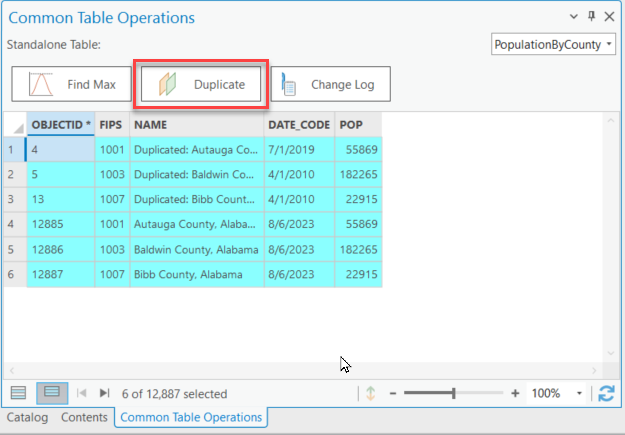 Common Table Operations
Standalone Table:
PopulationByCounty
Find Max Duplicate Change Log
OBJECTID * FIPS NAME DATE_CODE POP
1 4 1001 Duplicated: Autauga Co... 7/1/2019 55869
2 5 1003 Duplicated: Baldwin Co... 4/1/2010 182265
3 13 1007 Duplicated: Bibb Count... 4/1/2010 22915
4 12885 1001 Autauga County, Alaba... 8/6/2023 55869
5 12886 1003 Baldwin County, Alabama 8/6/2023 182265
6 12887 1007 Bibb County, Alabama 8/6/2023 22915
6 of 12,887 selected - + 100%
Catalog Contents Common Table Operations